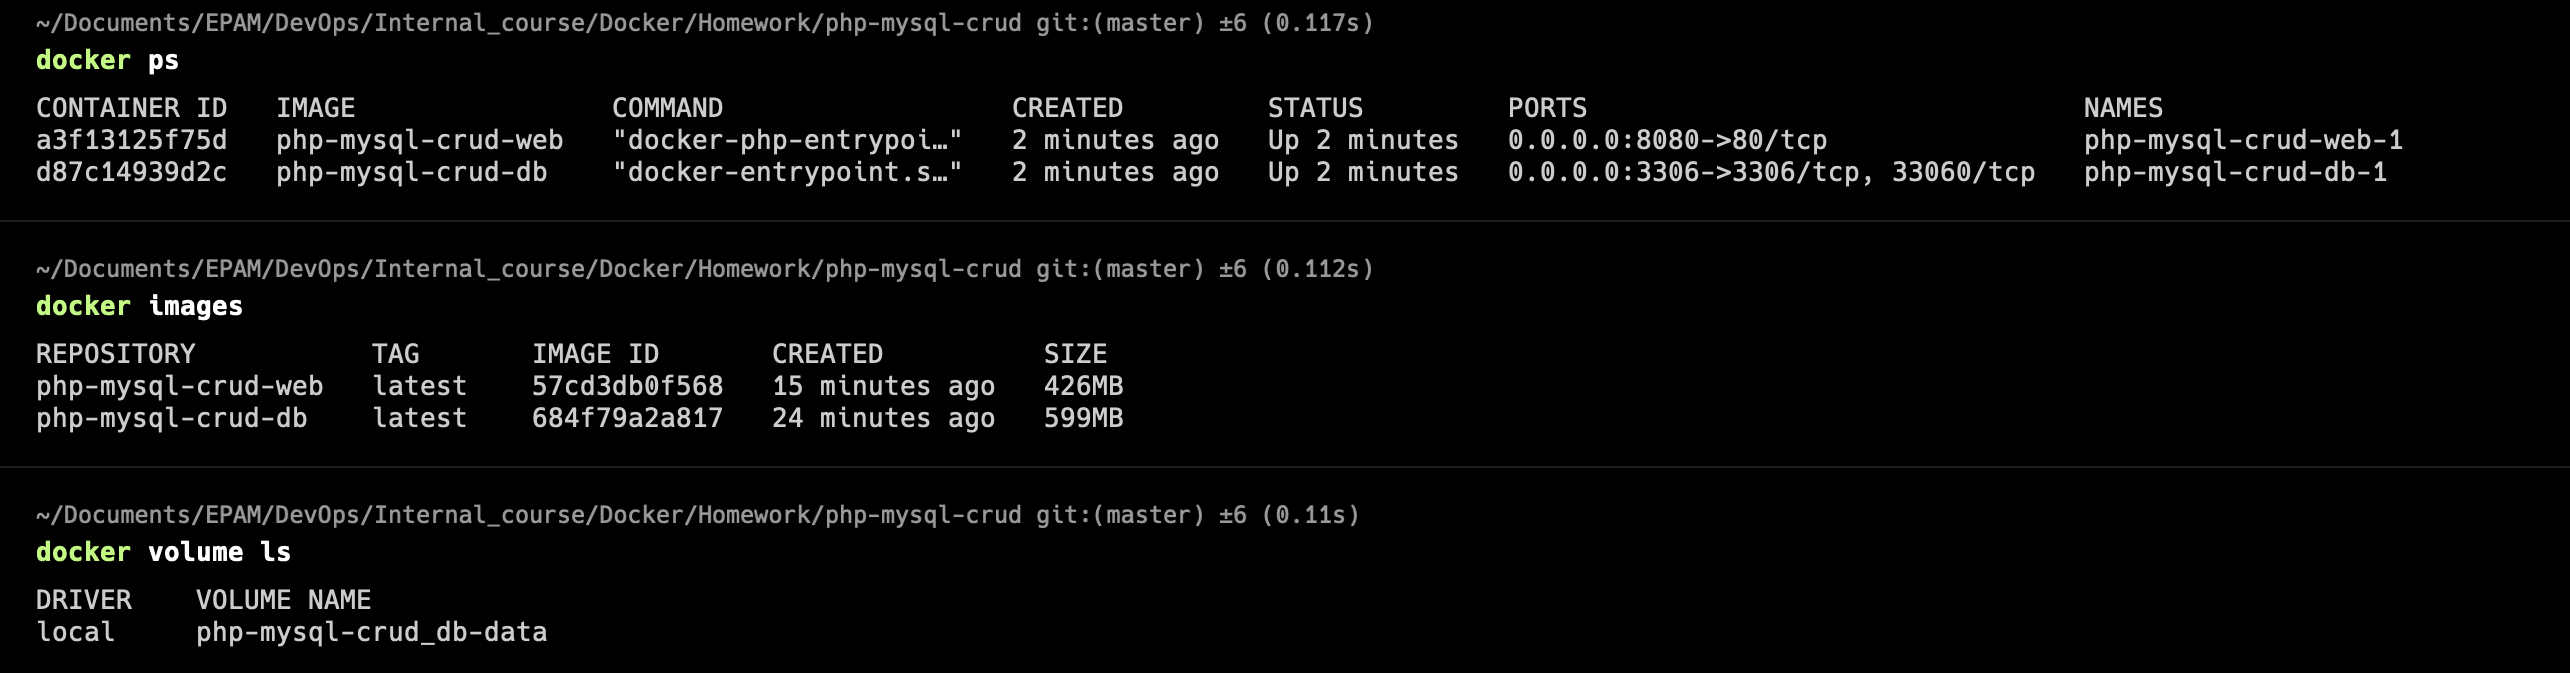 ~/Documents/EPAM/DevOps/Internal_course/Docker/Homework/php-mysql-crud git:(master) ±6 (0.117s)
docker ps
CONTAINER ID   IMAGE                COMMAND                  CREATED         STATUS         PORTS                               NAMES
a3f13125f75d   php-mysql-crud-web   "docker-php-entrypoi…"   2 minutes ago   Up 2 minutes   0.0.0.0:8080->80/tcp                php-mysql-crud-web-1
d87c14939d2c   php-mysql-crud-db    "docker-entrypoint.s…"   2 minutes ago   Up 2 minutes   0.0.0.0:3306->3306/tcp, 33060/tcp   php-mysql-crud-db-1
~/Documents/EPAM/DevOps/Internal_course/Docker/Homework/php-mysql-crud git:(master) ±6 (0.112s)
docker images
REPOSITORY           TAG       IMAGE ID       CREATED          SIZE
php-mysql-crud-web   latest    57cd3db0f568   15 minutes ago   426MB
php-mysql-crud-db    latest    684f79a2a817   24 minutes ago   599MB
~/Documents/EPAM/DevOps/Internal_course/Docker/Homework/php-mysql-crud git:(master) ±6 (0.11s)
docker volume ls
DRIVER    VOLUME NAME
local     php-mysql-crud_db-data